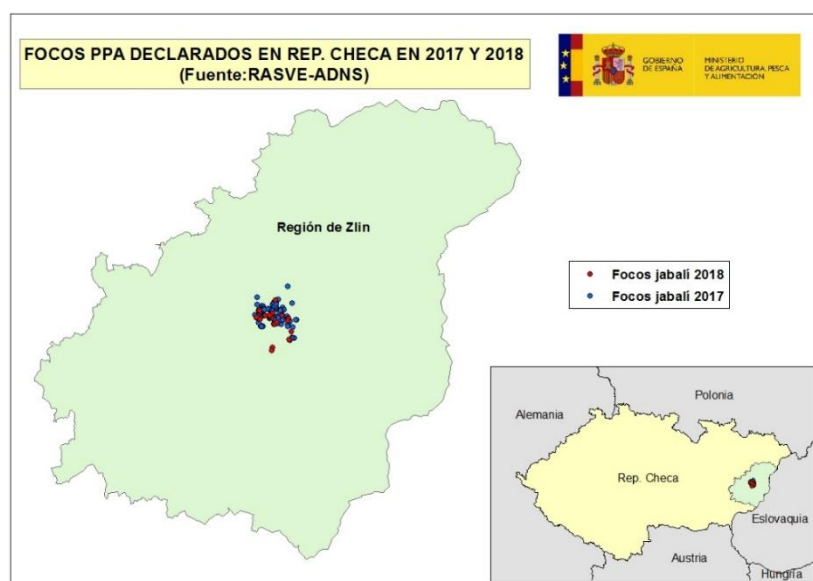 FOCOS PPA DECLARADOS EN REP. CHECA EN 2017 Y 2018
(Fuente:RASVE-ADNS)
GOBIERNO
DE ESPAÑA
MINISTERIO
DE AGRICULTURA, PESCA
Y ALIMENTACIÓN
Región de Zlin
Focos jabalí 2018
Focos jabalí 2017
Polonia
Alemania
Rep. Checa
Eslovaquia
Austria
Hungría